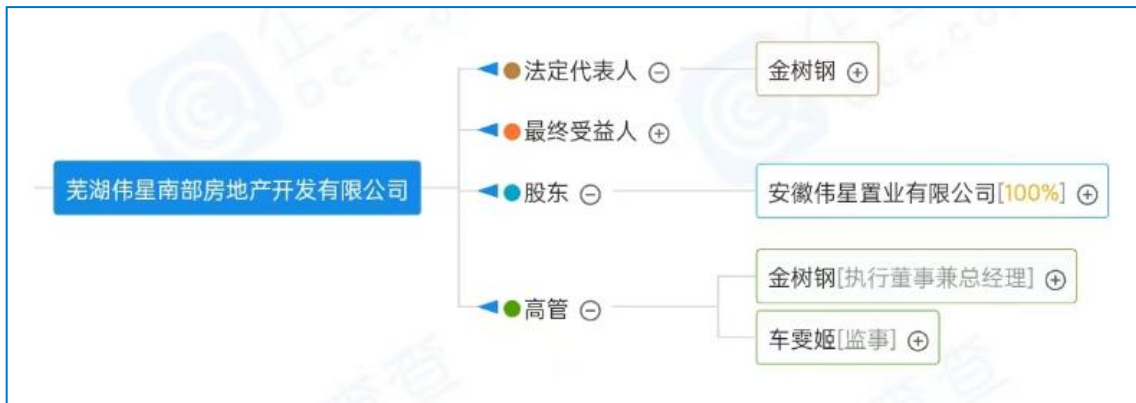 法定代表人 金树钢
最终受益人
芜湖伟星南部房地产开发有限公司
股东 安徽伟星置业有限公司[100%]
金树钢[执行董事兼总经理]
高管
车雯姬[监事]